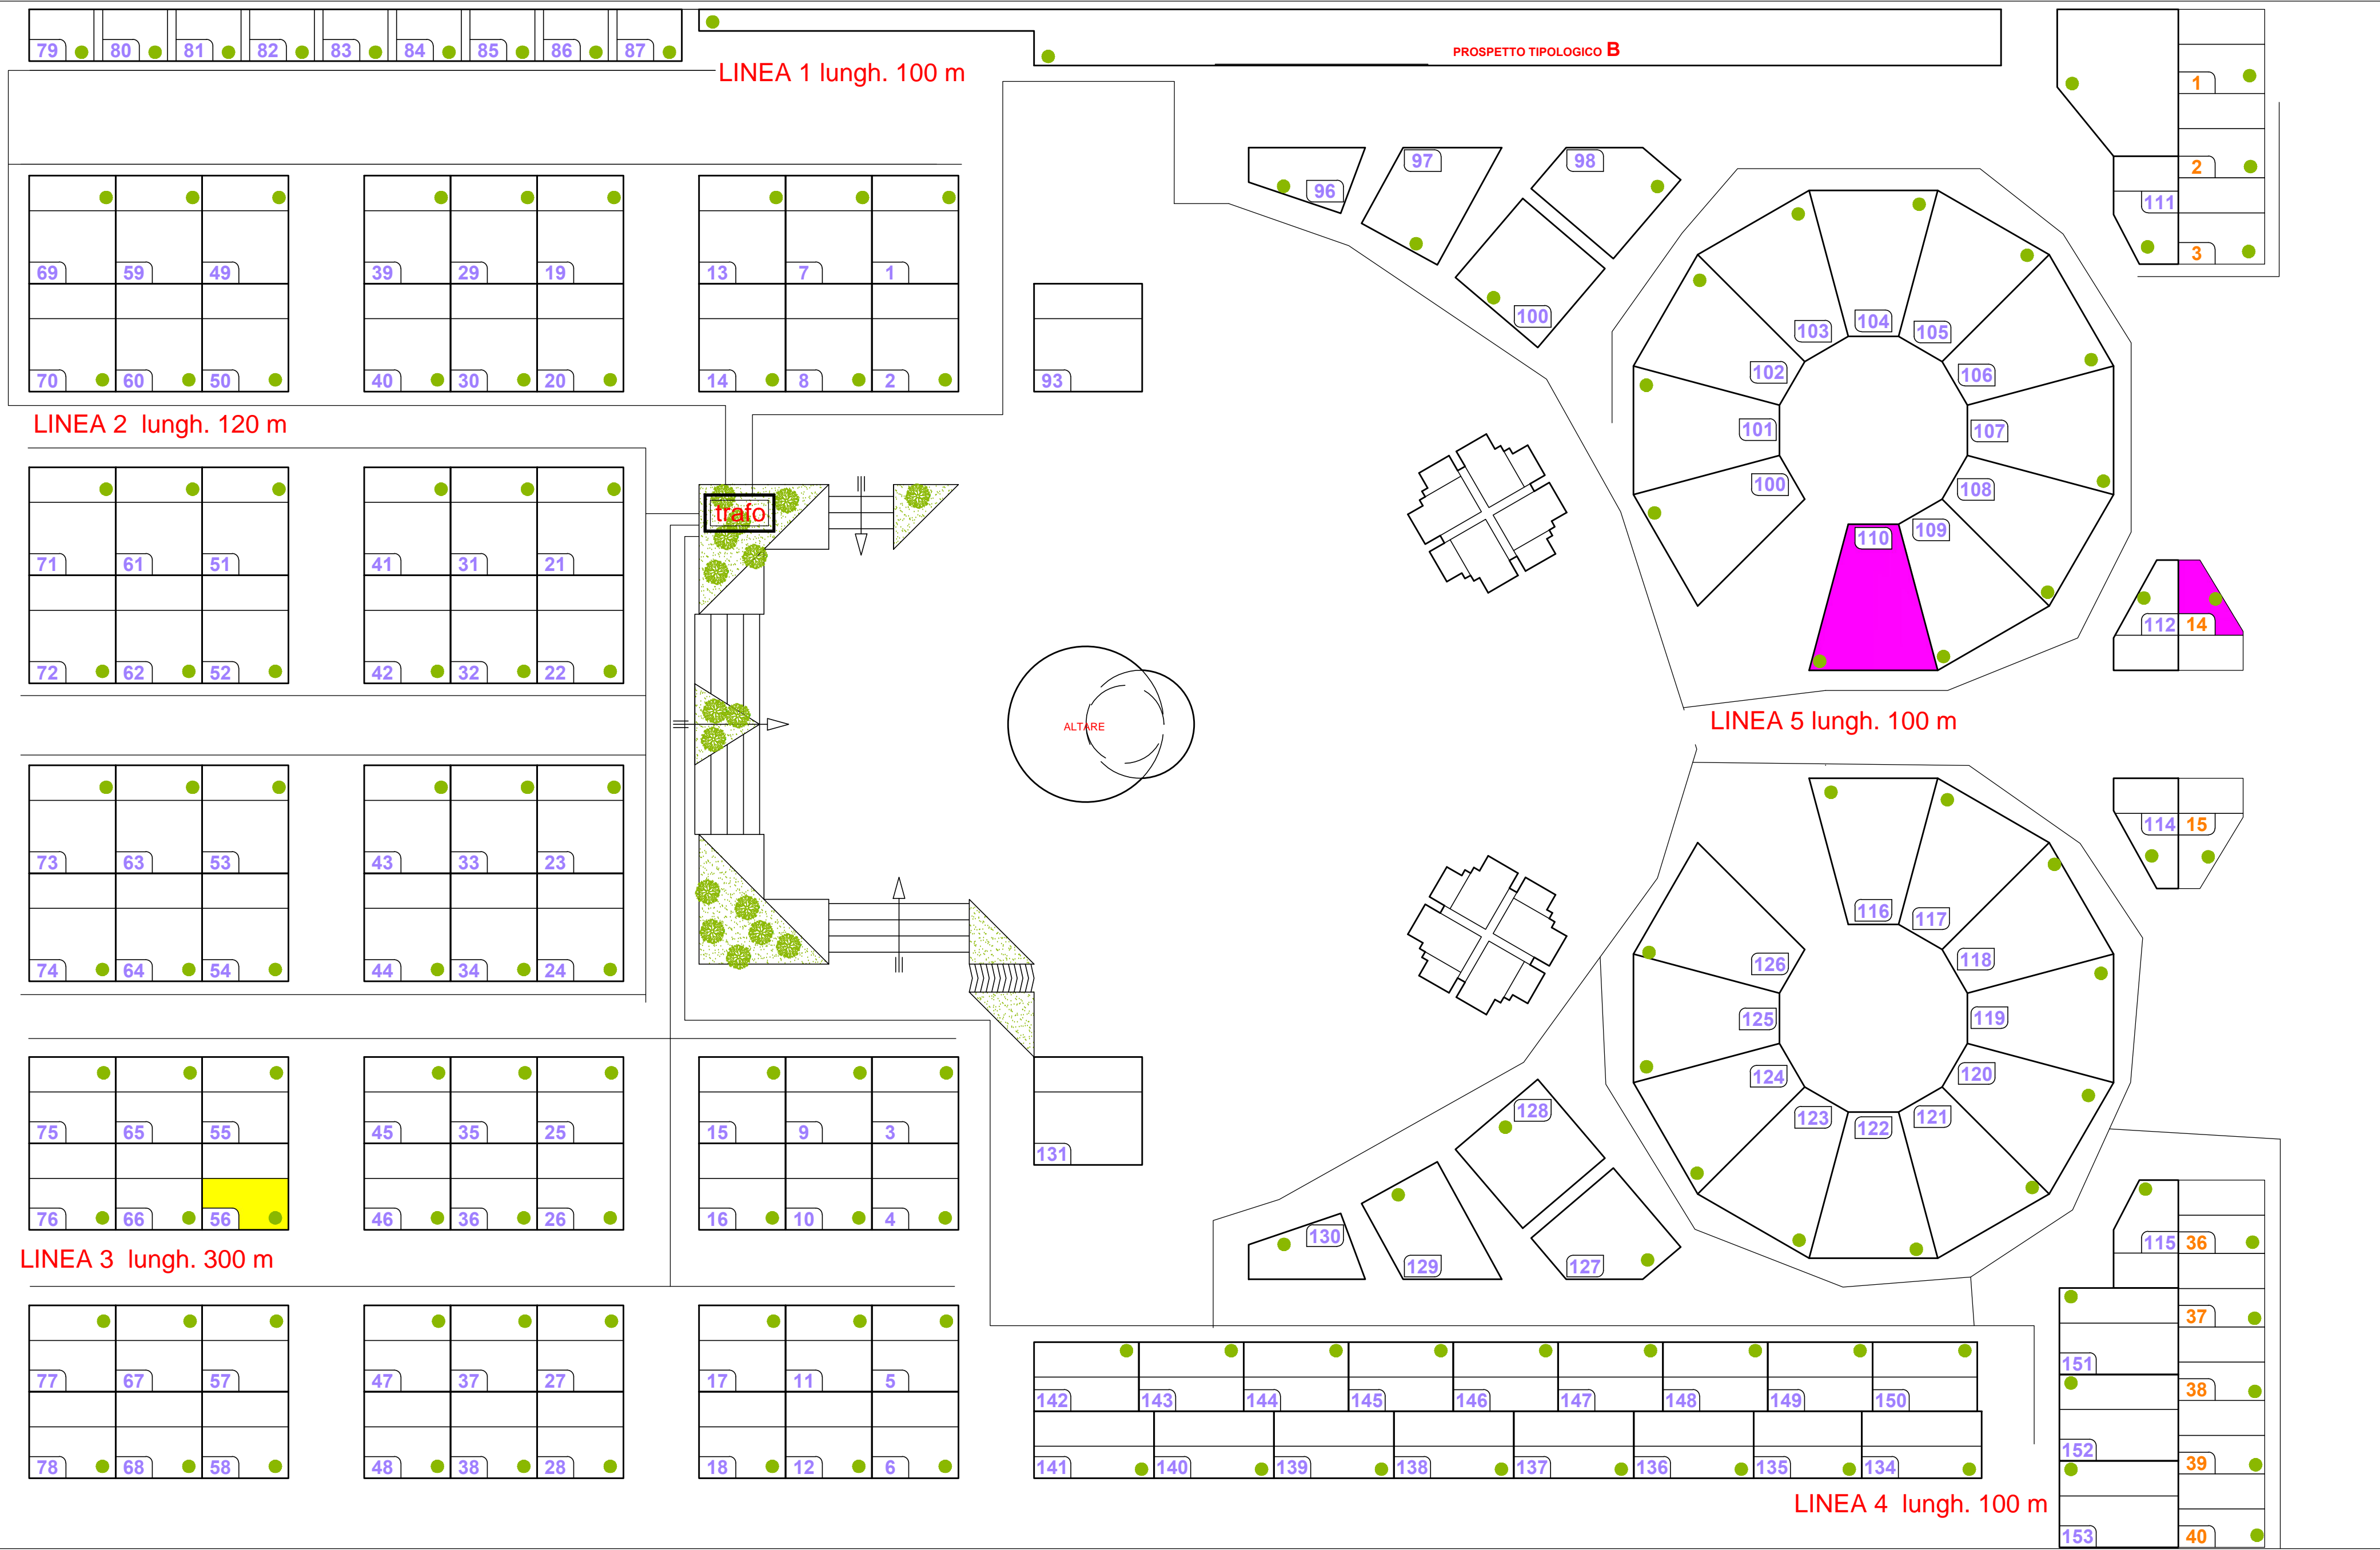 79 80 81 82 83 84 85 86 87
PROSPETTO TIPOLOGICO B
LINEA 1 lungh. 100 m
1
96 97 98
2
111
3
69 59 49 39 29 19 13 7 1
100
103 104 105
102 106
70 60 50 40 30 20 14 8 2 93
LINEA 2 lungh. 120 m
101 107
100 108
trafo
110 109
71 61 51 41 31 21
112 14
72 62 52 42 32 22
LINEA 5 lungh. 100 m
ALTARE
114 15
73 63 53 43 33 23
116 117
126 118
74 64 54 44 34 24
125 119
124 120
128
123 122 121
75 65 55 45 35 25 15 9 3
131
76 66 56 46 36 26 16 10 4
130
115 36
LINEA 3 lungh. 300 m
129 127
37
151
77 67 57 47 37 27 17 11 5
38
142 143 144 145 146 147 148 149 150
152
39
78 68 58 48 38 28 18 12 6
141 140 139 138 137 136 135 134
LINEA 4 lungh. 100 m
153 40